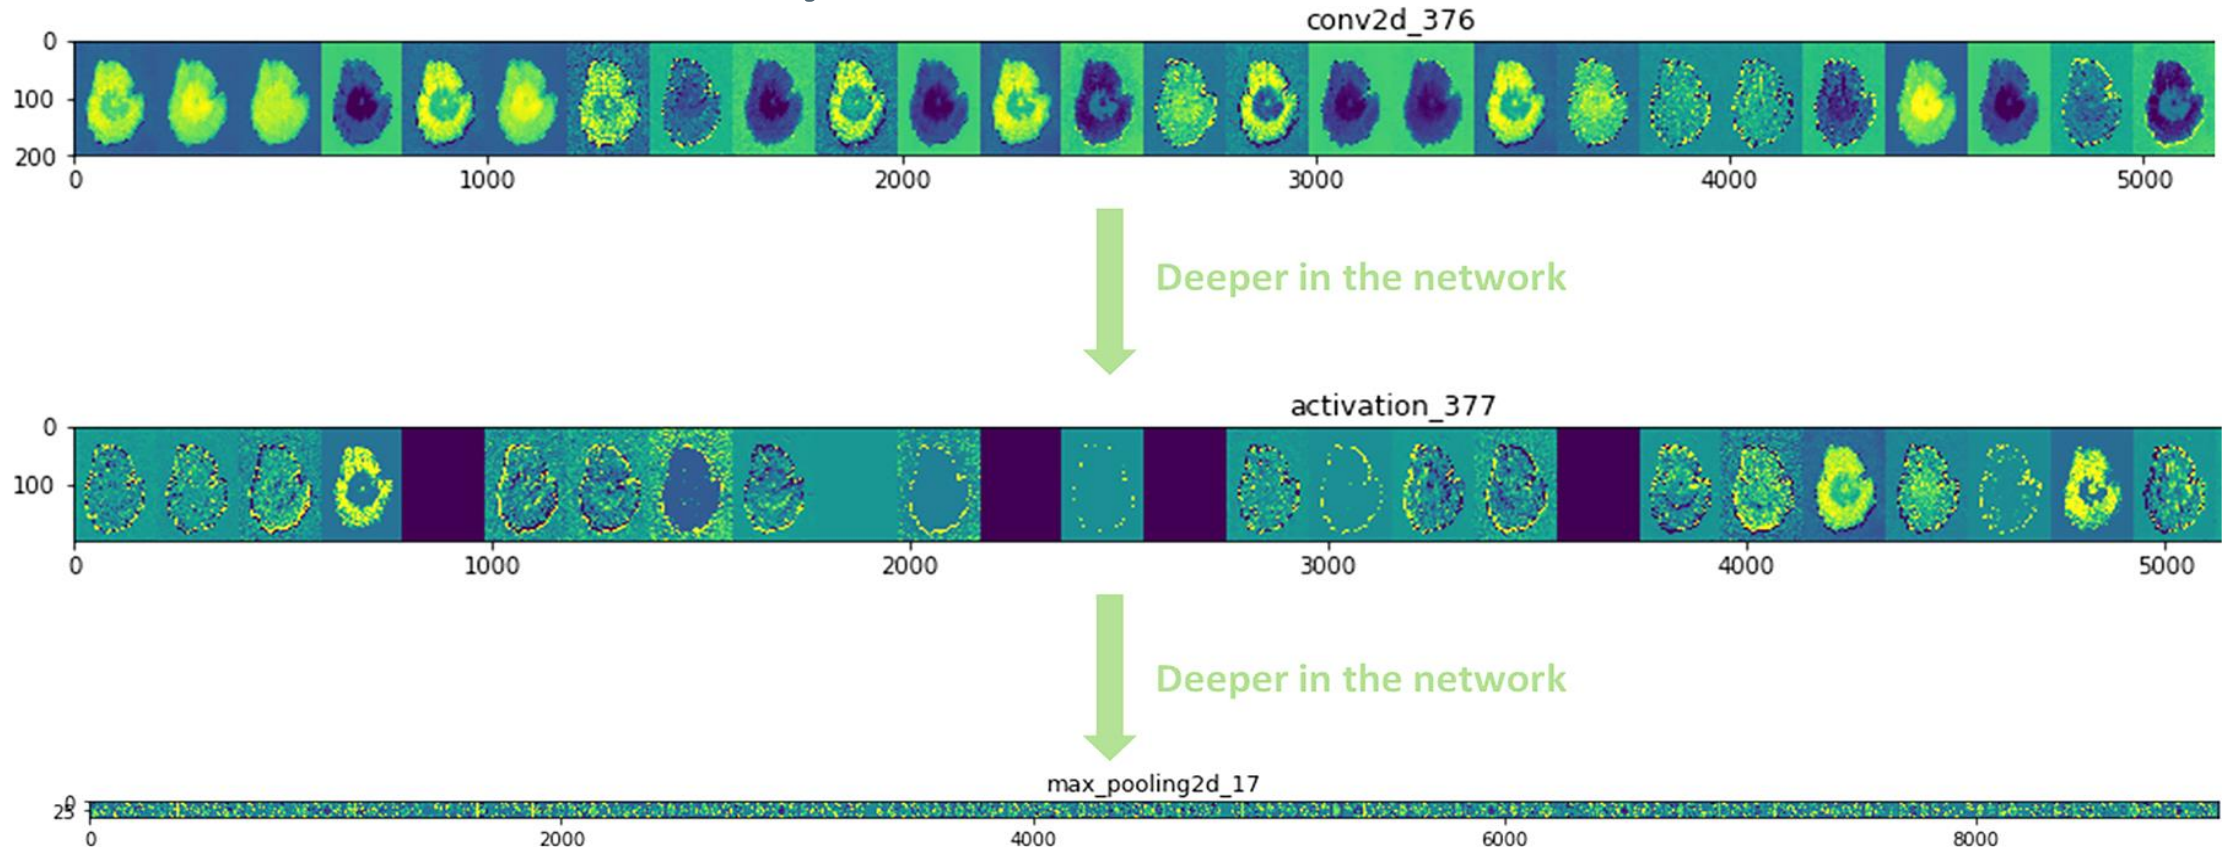 conv2d_376
0
100
200
0 1000 2000 3000 4000 5000
Deeper in the network
activation_377
0
100
0 1000 2000 3000 4000 5000
Deeper in the network
max_pooling2d_17
0
25
0 2000 4000 6000 8000